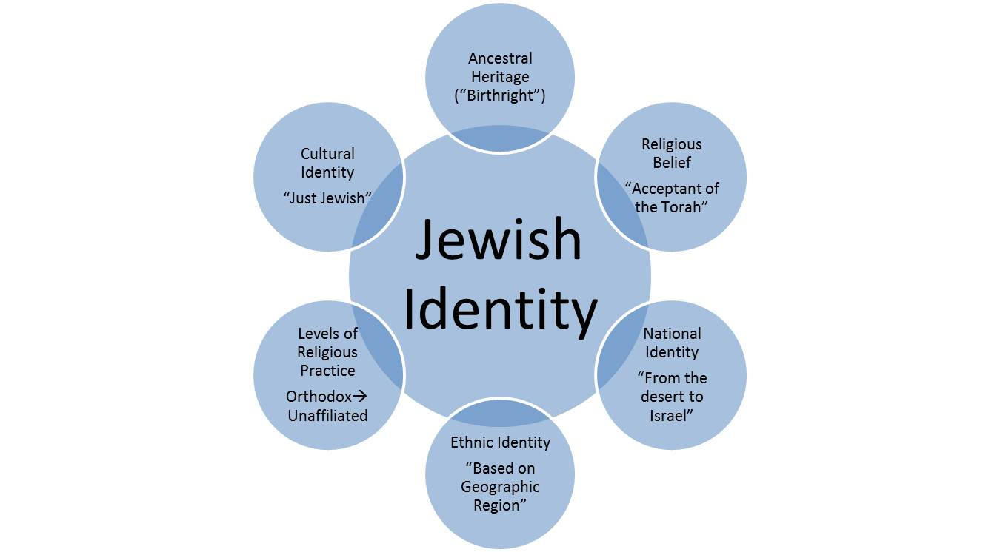 Ancestral
Heritage
(“Birthright”)
Religious
Belief
“Acceptant of
the Torah”
National
Identity
“From the
desert to
Israel”
Ethnic Identity
“Based on
Geographic
Region”
Levels of
Religious
Practice
Orthodox→
Unaffiliated
Cultural
Identity
“Just Jewish”
Jewish
Identity